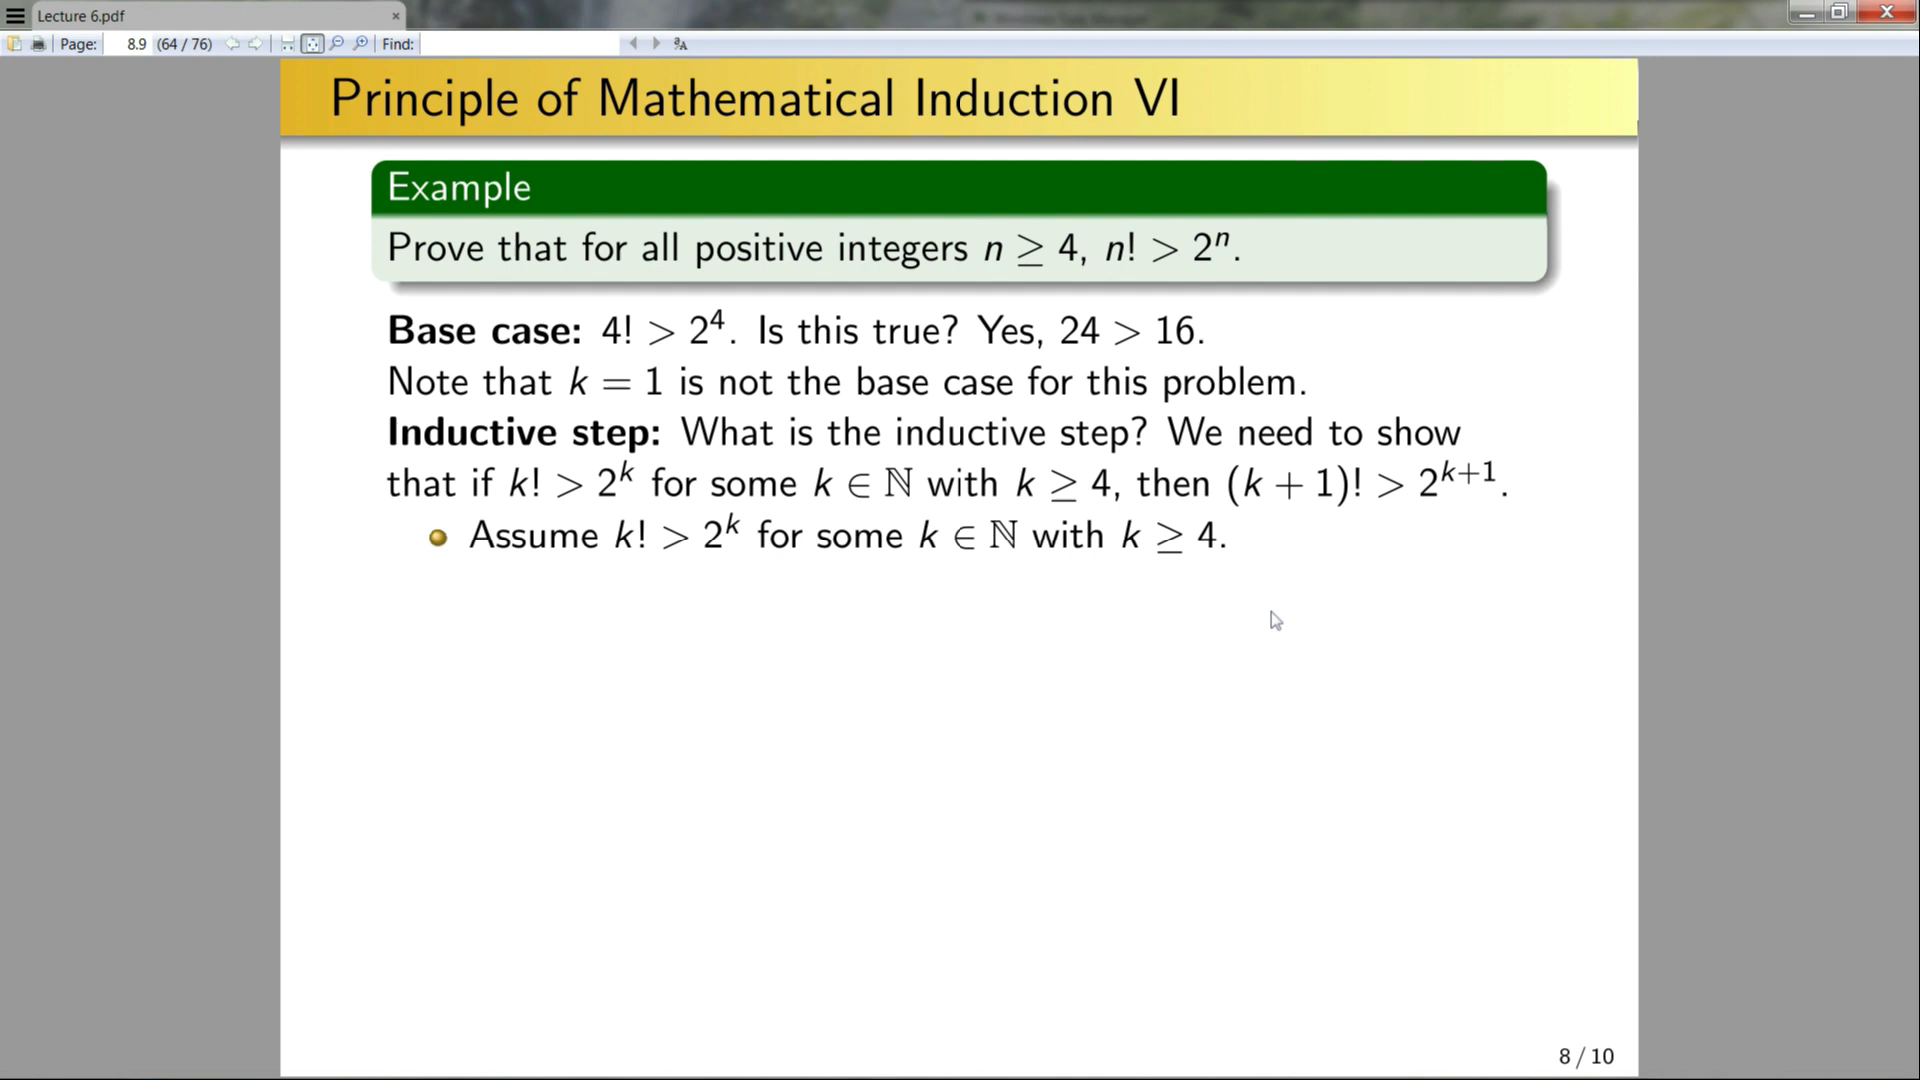 Lecture 6.pdf
Page: 8.9 (64 / 76) Find:
Principle of Mathematical Induction VI
Example
Prove that for all positive integers n ≥ 4, n! > 2ⁿ.
Base case: 4! > 2⁴. Is this true? Yes, 24 > 16.
Note that k = 1 is not the base case for this problem.
Inductive step: What is the inductive step? We need to show
that if k! > 2ᵏ for some k ∈ ℕ with k ≥ 4, then (k + 1)! > 2ᵏ⁺¹.
Assume k! > 2ᵏ for some k ∈ ℕ with k ≥ 4.
8 / 10